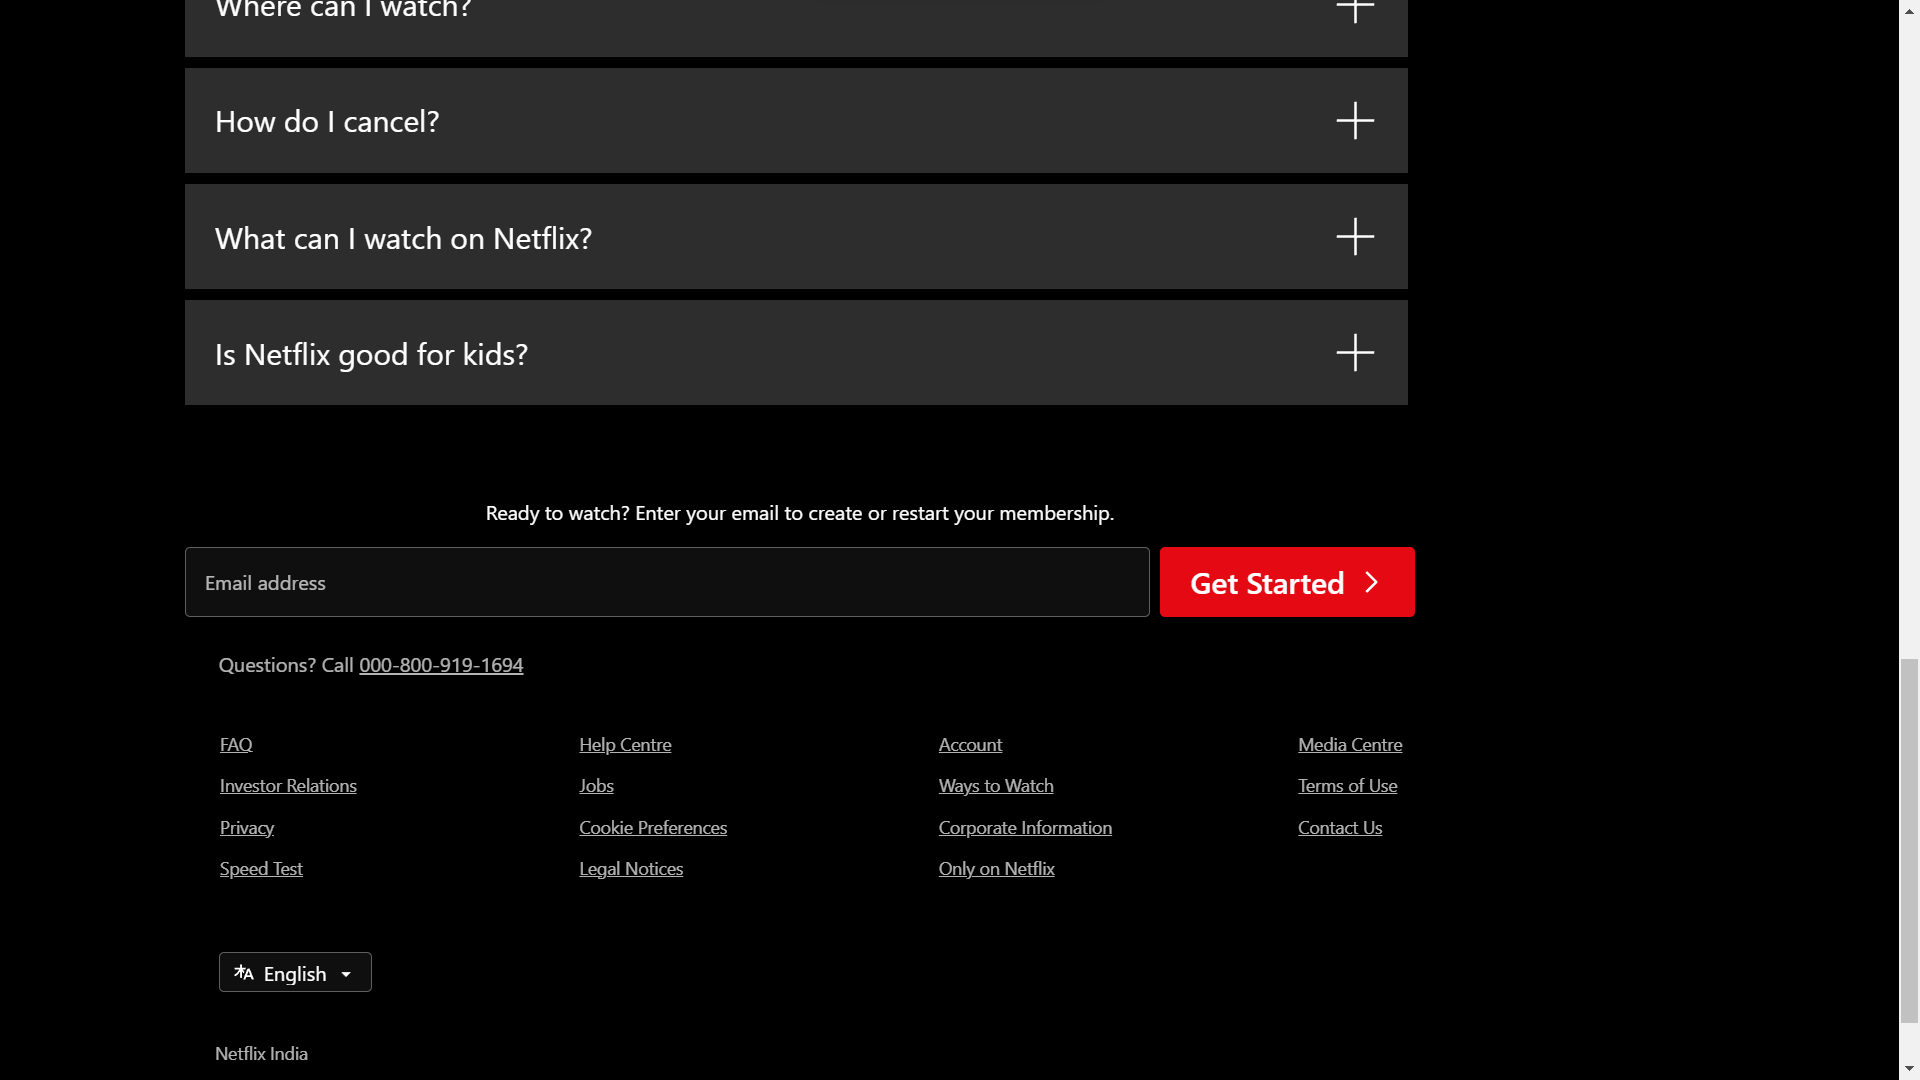 Where can I watch?
How do I cancel?
What can I watch on Netflix?
Is Netflix good for kids?
Ready to watch? Enter your email to create or restart your membership.
Email address
Get Started
Questions? Call 000-800-919-1694
FAQ
Help Centre
Account
Media Centre
Investor Relations
Jobs
Ways to Watch
Terms of Use
Privacy
Cookie Preferences
Corporate Information
Contact Us
Speed Test
Legal Notices
Only on Netflix
English
Netflix India